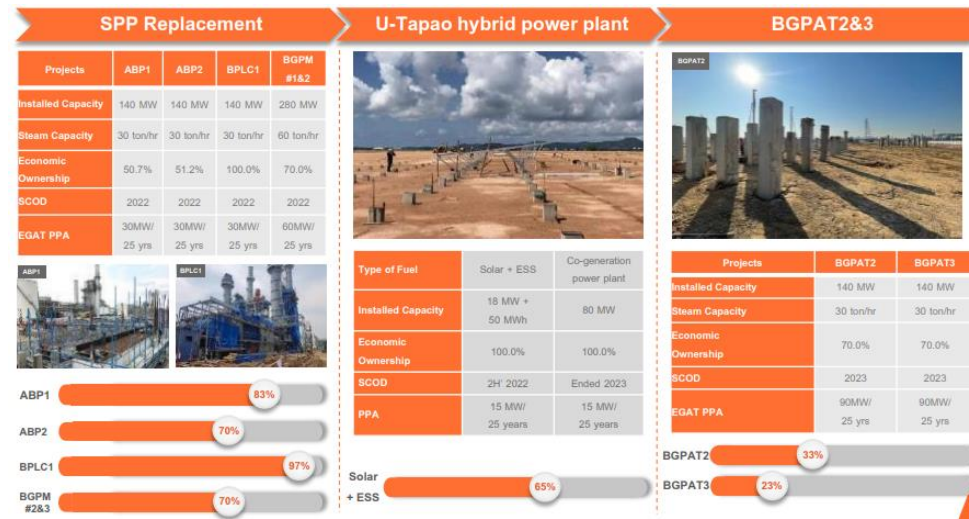 SPP Replacement
Projects ABP1 ABP2 BPLC1 BGPM #1&2
Installed Capacity 140 MW 140 MW 140 MW 280 MW
Steam Capacity 30 ton/hr 30 ton/hr 30 ton/hr 60 ton/hr
Economic Ownership 50.7% 51.2% 100.0% 70.0%
SCOD 2022 2022 2022 2022
EGAT PPA 30MW/ 25 yrs 30MW/ 25 yrs 30MW/ 25 yrs 60MW/ 25 yrs
ABP1
BPLC1
ABP1 83%
ABP2 70%
BPLC1 97%
BGPM #2&3 70%
U-Tapao hybrid power plant
Type of Fuel Solar + ESS Co-generation power plant
Installed Capacity 18 MW + 50 MWh 80 MW
Economic Ownership 100.0% 100.0%
SCOD 2H' 2022 Ended 2023
PPA 15 MW/ 25 years 15 MW/ 25 years
Solar + ESS 65%
BGPAT2&3
BGPAT2
Projects BGPAT2 BGPAT3
Installed Capacity 140 MW 140 MW
Steam Capacity 30 ton/hr 30 ton/hr
Economic Ownership 70.0% 70.0%
SCOD 2023 2023
EGAT PPA 90MW/ 25 yrs 90MW/ 25 yrs
BGPAT2 33%
BGPAT3 23%